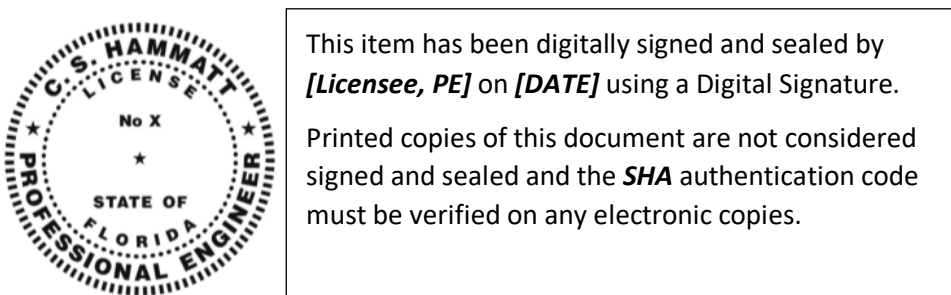 C. S. HAMMATT
LICENSE
No X
STATE OF
FLORIDA
PROFESSIONAL ENGINEER
This item has been digitally signed and sealed by
[Licensee, PE] on [DATE] using a Digital Signature.
Printed copies of this document are not considered
signed and sealed and the SHA authentication code
must be verified on any electronic copies.